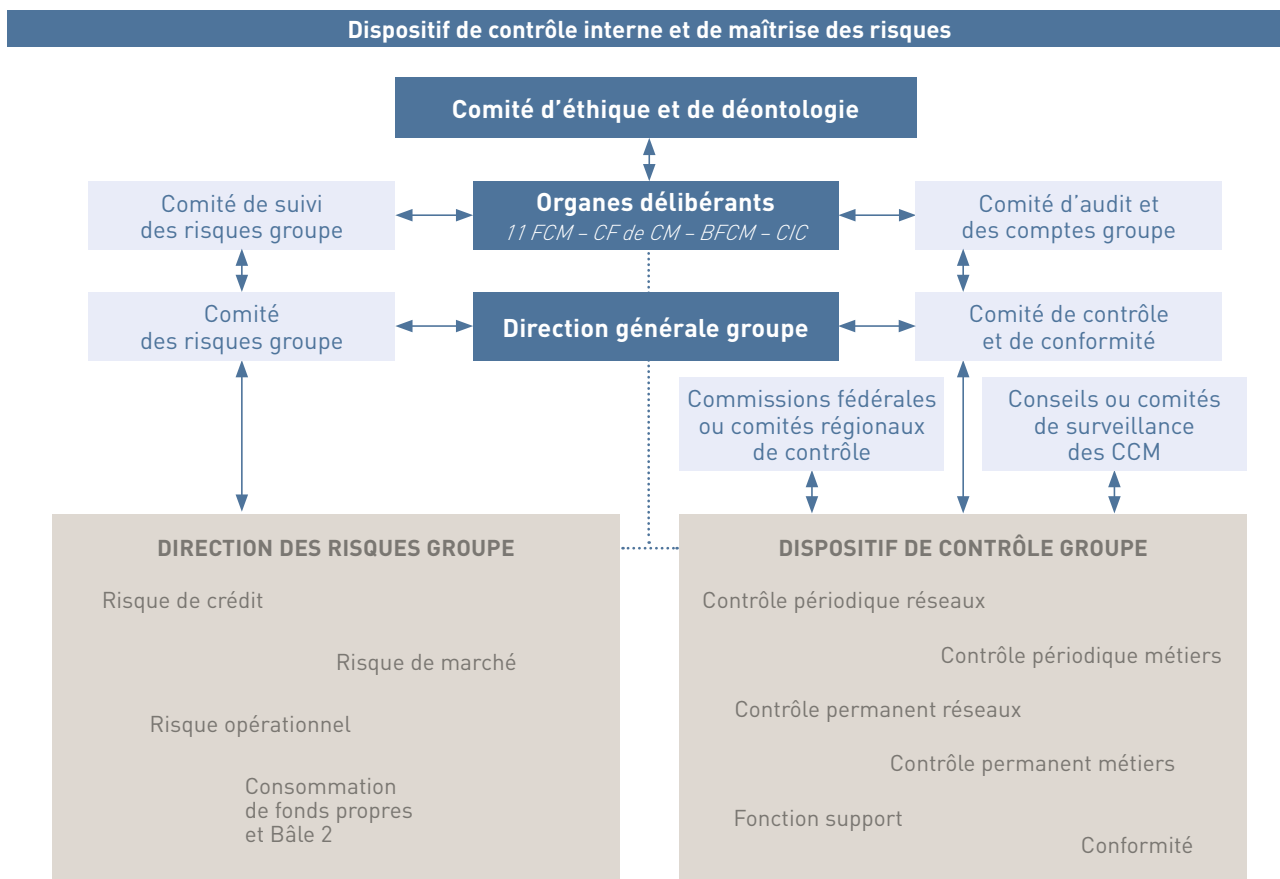 Dispositif de contrôle interne et de maîtrise des risques
Comité d’éthique et de déontologie
Comité de suivi
des risques groupe
Organes délibérants
11 FCM – CF de CM – BFCM – CIC
Comité d’audit et
des comptes groupe
Comité
des risques groupe
Direction générale groupe
Comité de contrôle
et de conformité
Commissions fédérales
ou comités régionaux
de contrôle
Conseils ou comités
de surveillance
des CCM
DIRECTION DES RISQUES GROUPE
Risque de crédit
Risque de marché
Risque opérationnel
Consommation
de fonds propres
et Bâle 2
DISPOSITIF DE CONTRÔLE GROUPE
Contrôle périodique réseaux
Contrôle périodique métiers
Contrôle permanent réseaux
Contrôle permanent métiers
Fonction support
Conformité